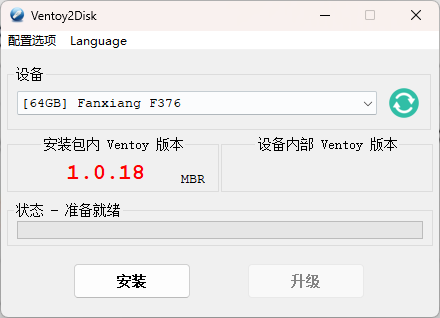 Ventoy2Disk
配置选项 Language
设备
[64GB] Fanxiang F376
安装包内 Ventoy 版本 设备内部 Ventoy 版本
1.0.18 MBR
状态 - 准备就绪
安装 升级